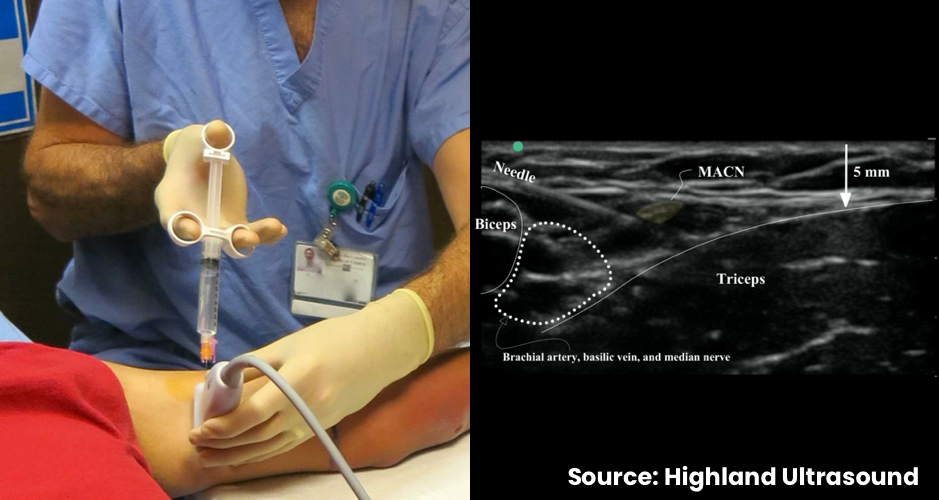 Needle
MACN
5 mm
Biceps
Triceps
Brachial artery, basilic vein, and median nerve
Source: Highland Ultrasound